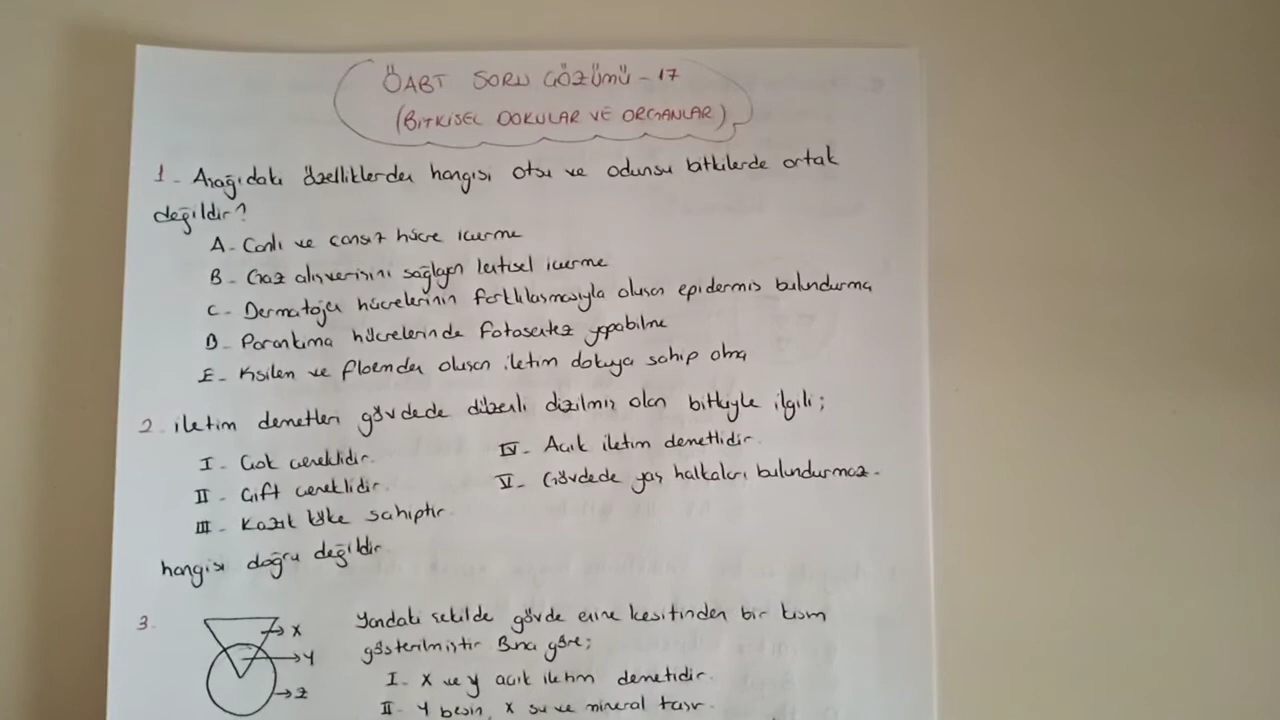 ÖABT SORU ÇÖZÜMÜ - 17
(BİTKİSEL DOKULAR VE ORGANLAR)
1- Aşağıdaki özelliklerden hangisi otsu ve odunsu bitkilerde ortak
değildir?
A- Canlı ve cansız hücre içerme
B- Gaz alışverişini sağlayan lentisel içerme
C- Dermatojen hücrelerinin farklılaşmasıyla oluşan epidermis bulundurma
D- Parankima hücrelerinde fotosentez yapabilme
E- Ksilem ve floemden oluşan iletim dokuya sahip olma
2- İletim demetleri gövdede düzenli dizilmiş olan bitkiyle ilgili;
I- Çok çeneklidir.
II- Çift çeneklidir.
III- Kazık köke sahiptir.
IV- Açık iletim demetlidir.
V- Gövdede yaş halkaları bulundurmaz.
hangisi doğru değildir
3.
X
Y
Z
Yandaki şekilde gövde enine kesitinden bir kısım
gösterilmiştir Buna göre;
I- X ve Y açık iletim demetidir.
II- Y besin, X su ve mineral taşır.